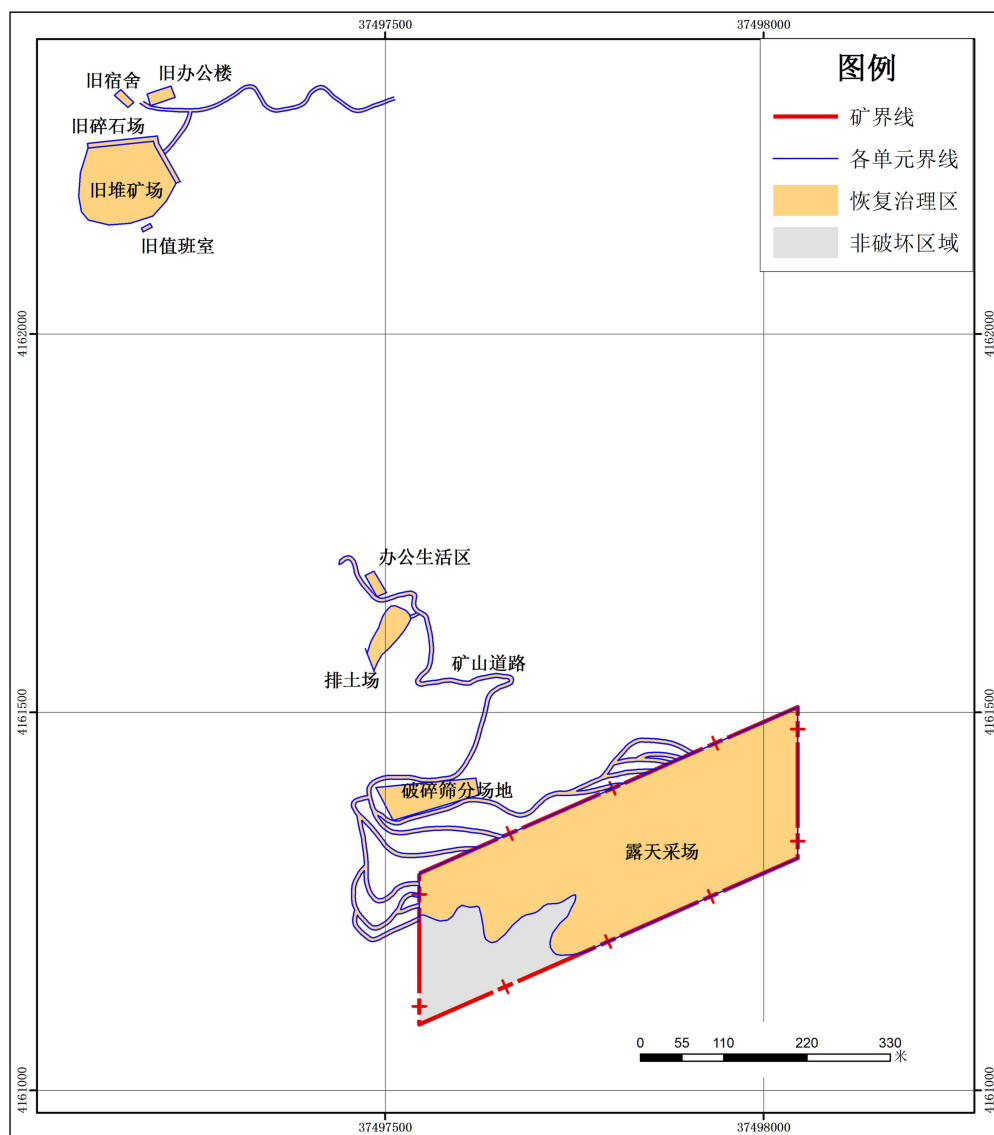 37497500
37498000
图例
矿界线
各单元界线
恢复治理区
非破坏区域
旧宿舍
旧办公楼
旧碎石场
旧堆矿场
旧值班室
4162000
4162000
办公生活区
矿山道路
排土场
4161500
4161500
破碎筛分场地
露天采场
0 55 110 220 330
米
4161000
4161000
37497500
37498000